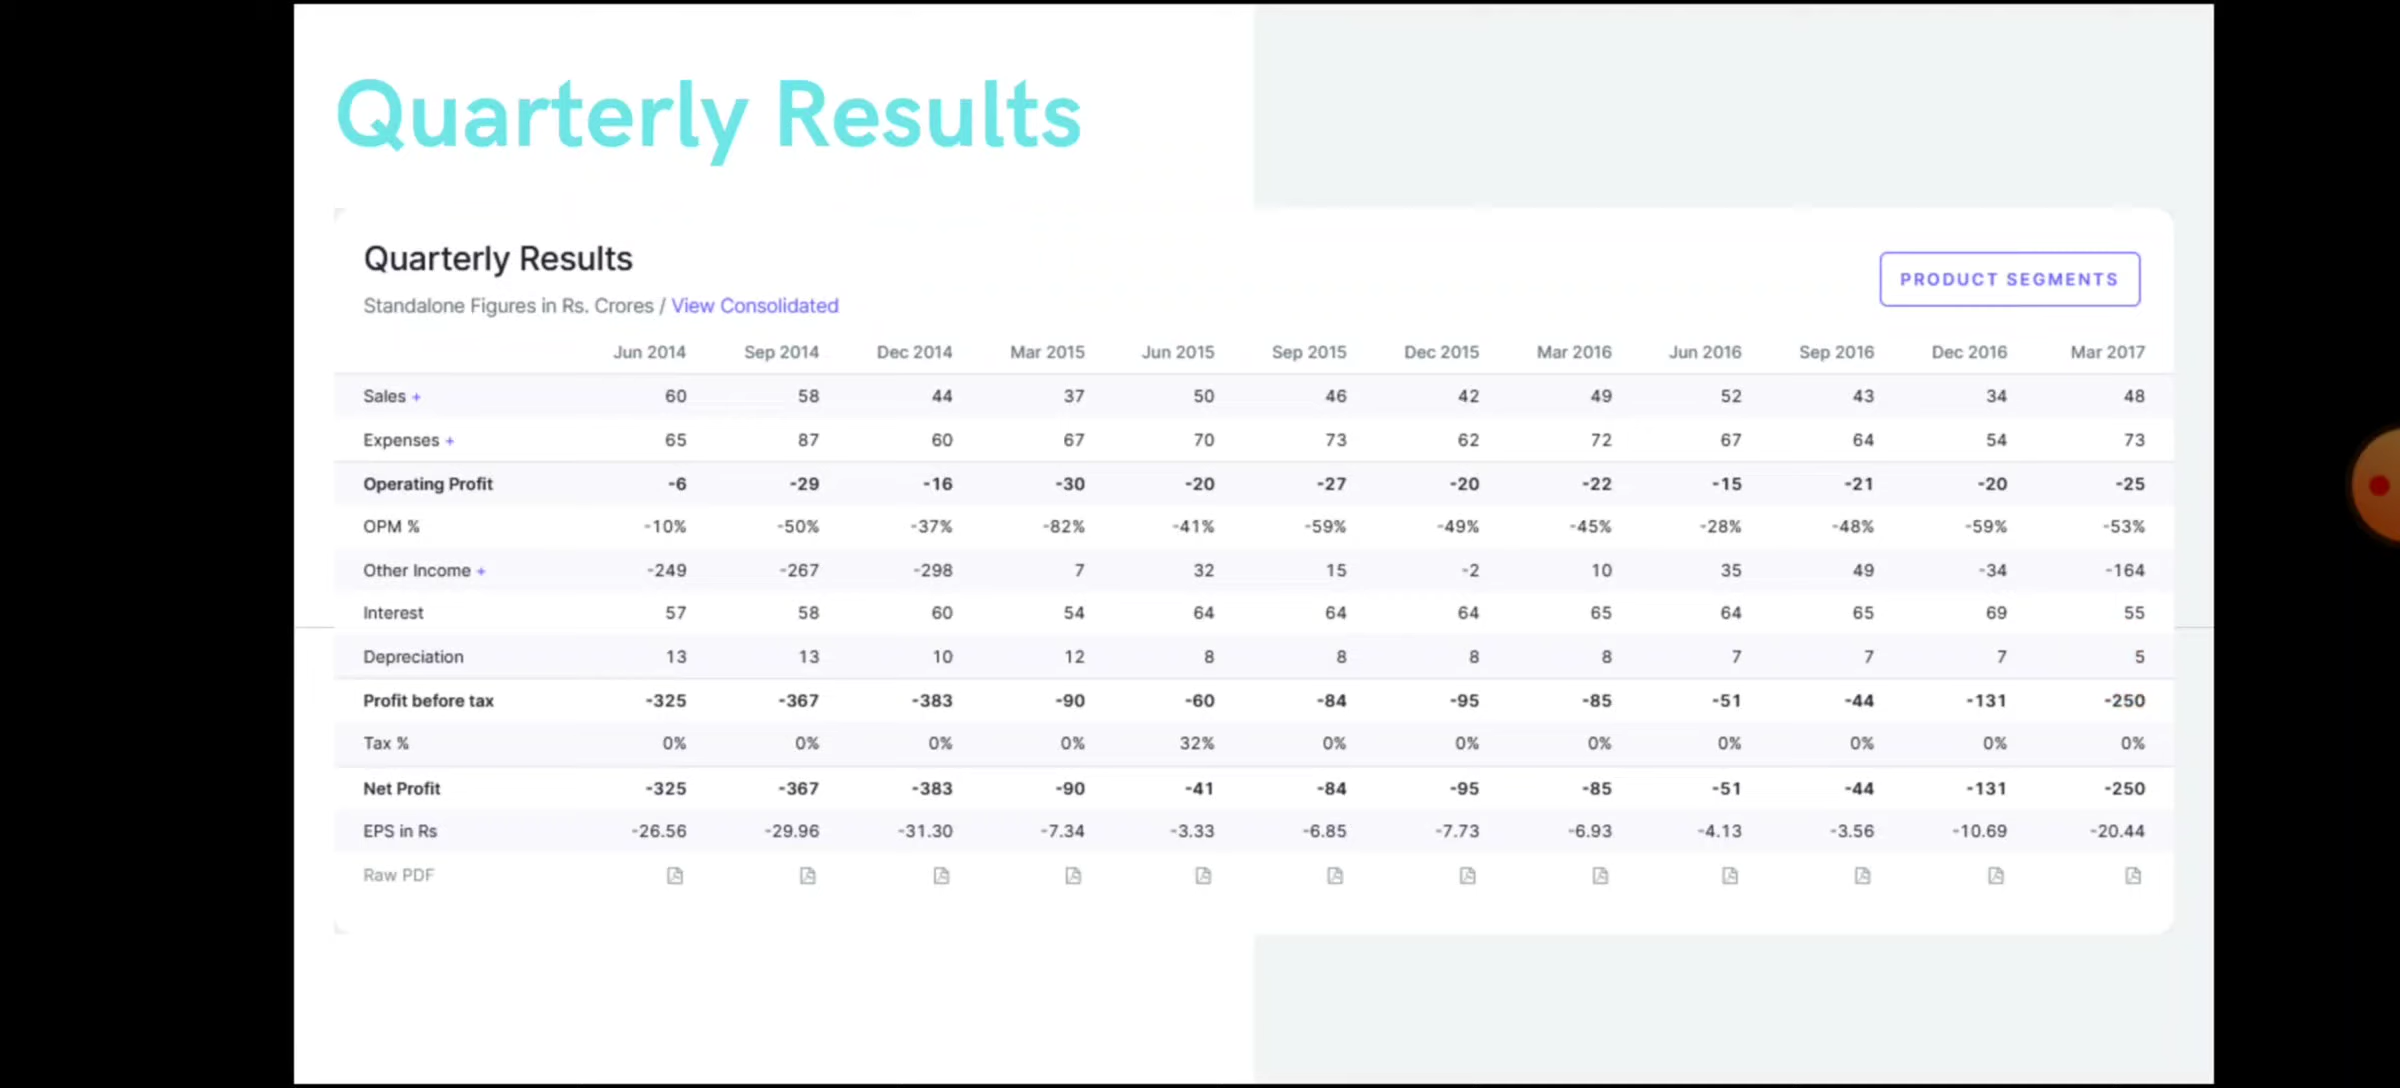 Quarterly Results
Quarterly Results
PRODUCT SEGMENTS
Standalone Figures in Rs. Crores / View Consolidated
Jun 2014 Sep 2014 Dec 2014 Mar 2015 Jun 2015 Sep 2015 Dec 2015 Mar 2016 Jun 2016 Sep 2016 Dec 2016 Mar 2017
Sales + 60 58 44 37 50 46 42 49 52 43 34 48
Expenses + 65 87 60 67 70 73 62 72 67 64 54 73
Operating Profit -6 -29 -16 -30 -20 -27 -20 -22 -15 -21 -20 -25
OPM % -10% -50% -37% -82% -41% -59% -49% -45% -28% -48% -59% -53%
Other Income + -249 -267 -298 7 32 15 -2 10 35 49 -34 -164
Interest 57 58 60 54 64 64 64 65 64 65 69 55
Depreciation 13 13 10 12 8 8 8 8 7 7 7 5
Profit before tax -325 -367 -383 -90 -60 -84 -95 -85 -51 -44 -131 -250
Tax % 0% 0% 0% 0% 32% 0% 0% 0% 0% 0% 0% 0%
Net Profit -325 -367 -383 -90 -41 -84 -95 -85 -51 -44 -131 -250
EPS in Rs -26.56 -29.96 -31.30 -7.34 -3.33 -6.85 -7.73 -6.93 -4.13 -3.56 -10.69 -20.44
Raw PDF